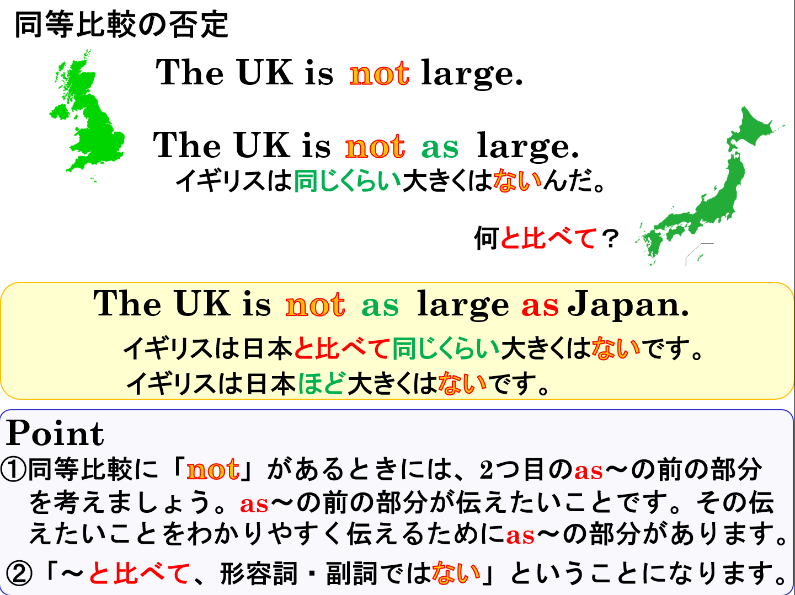 同等比較の否定
The UK is not large.
The UK is not as large.
イギリスは同じくらい大きくはないんだ。
何と比べて？
The UK is not as large as Japan.
イギリスは日本と比べて同じくらい大きくはないです。
イギリスは日本ほど大きくはないです。
Point
①同等比較に「not」があるときには、2つ目のas～の前の部分
を考えましょう。as～の前の部分が伝えたいことです。その伝
えたいことをわかりやすく伝えるためにas～の部分があります。
②「～と比べて、形容詞・副詞ではない」ということになります。